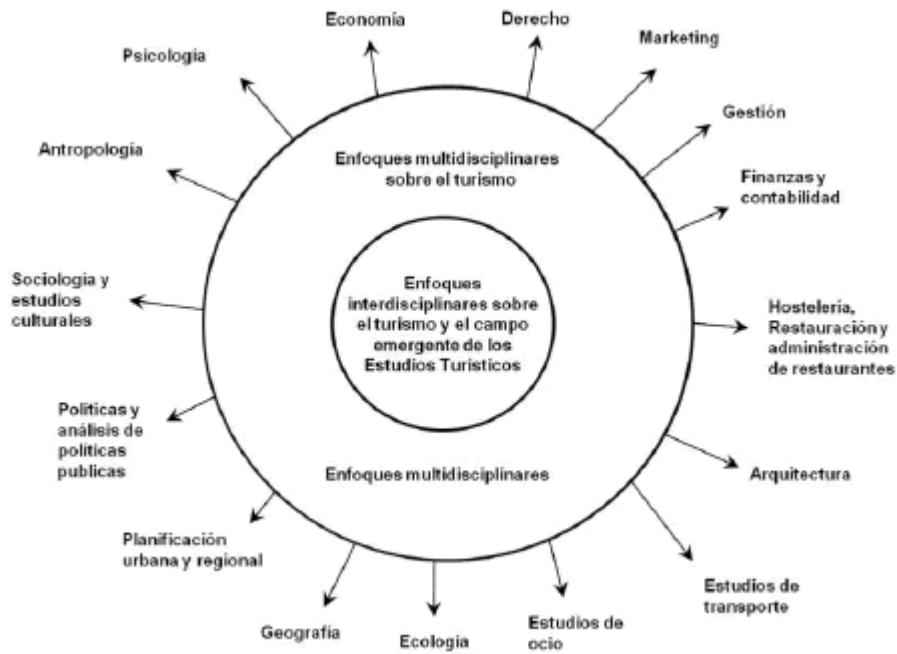 Economía
Derecho
Marketing
Psicología
Gestión
Antropología
Enfoques multidisciplinares
sobre el turismo
Finanzas y
contabilidad
Sociología y
estudios
culturales
Enfoques
interdisciplinares sobre
el turismo y el campo
emergente de los
Estudios Turísticos
Hostelería,
Restauración y
administración
de restaurantes
Políticas y
análisis de
políticas
publicas
Enfoques multidisciplinares
Arquitectura
Planificación
urbana y regional
Estudios de
transporte
Geografía
Ecología
Estudios de
ocio